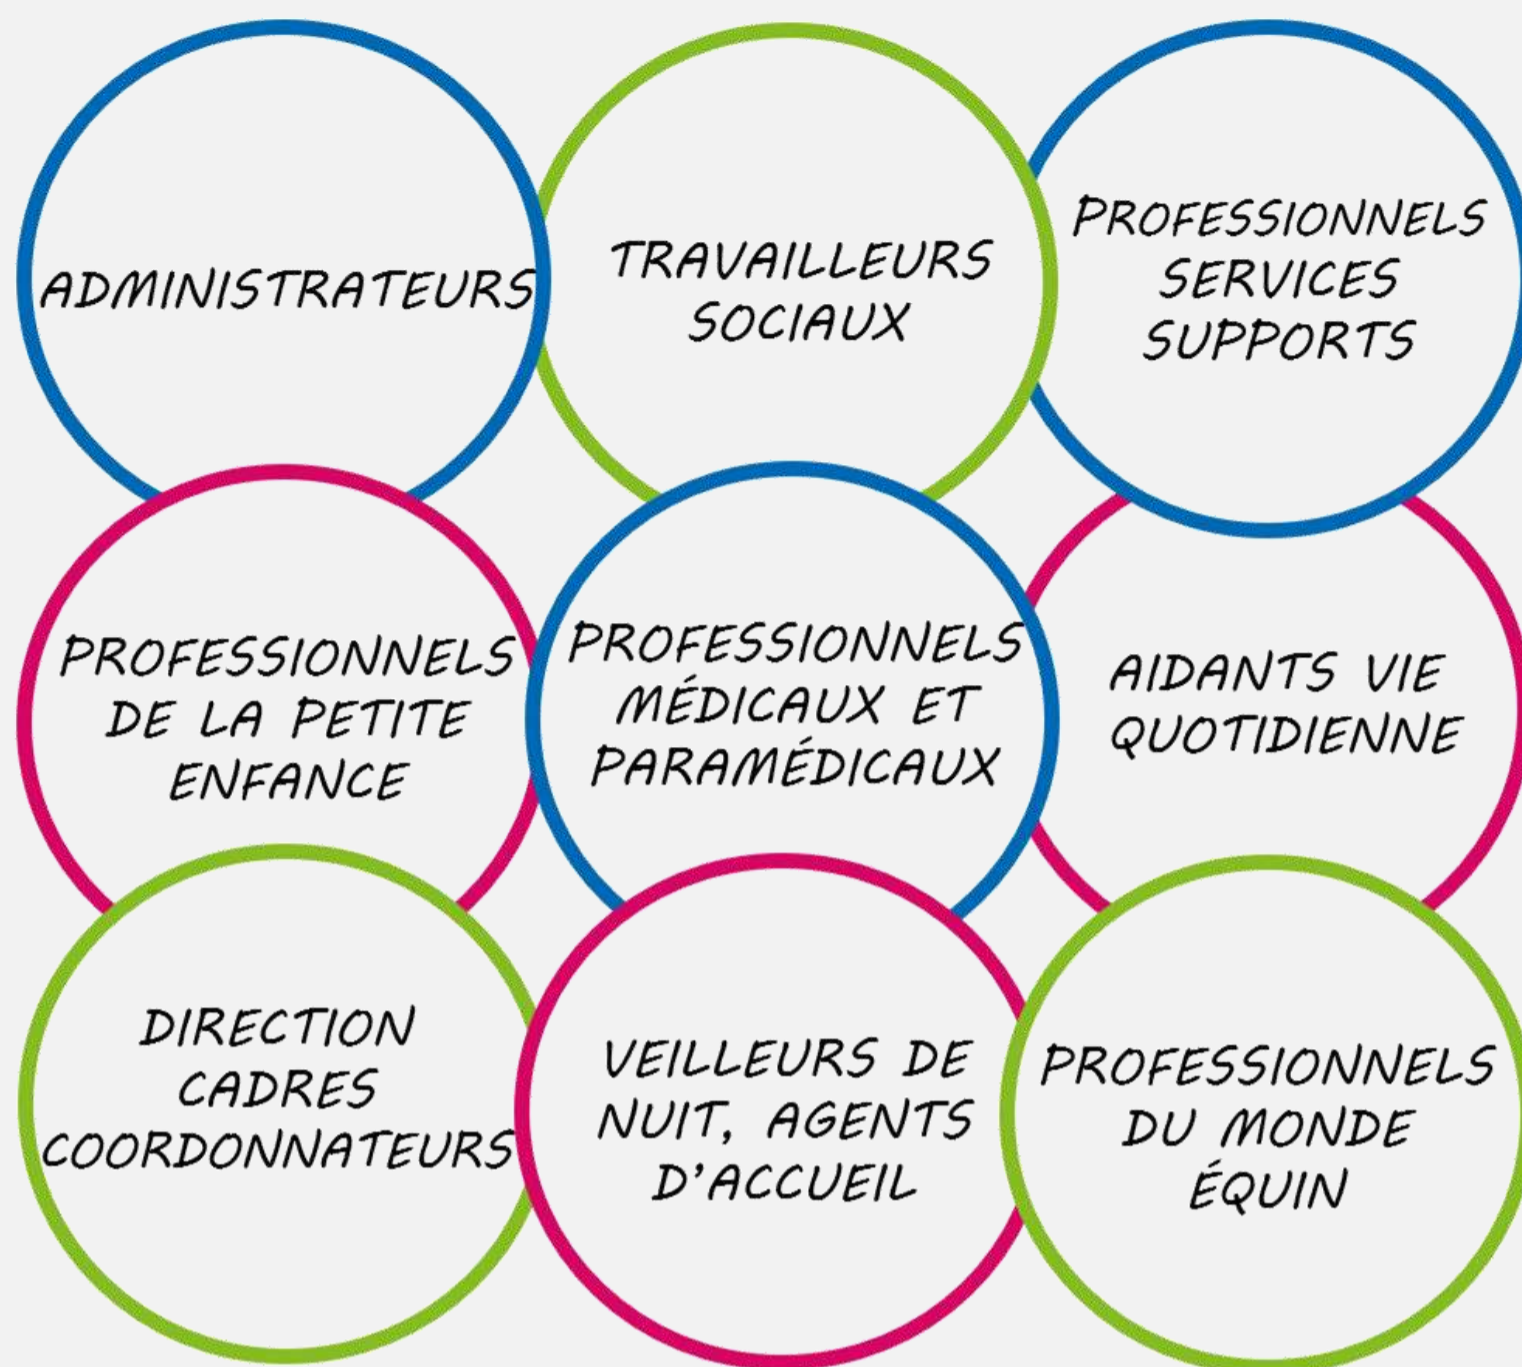 ADMINISTRATEURS
TRAVAILLEURS
SOCIAUX
PROFESSIONNELS
SERVICES
SUPPORTS
PROFESSIONNELS
DE LA PETITE
ENFANCE
PROFESSIONNELS
MÉDICAUX ET
PARAMÉDICAUX
AIDANTS VIE
QUOTIDIENNE
DIRECTION
CADRES
COORDONNATEURS
VEILLEURS DE
NUIT, AGENTS
D'ACCUEIL
PROFESSIONNELS
DU MONDE
ÉQUIN